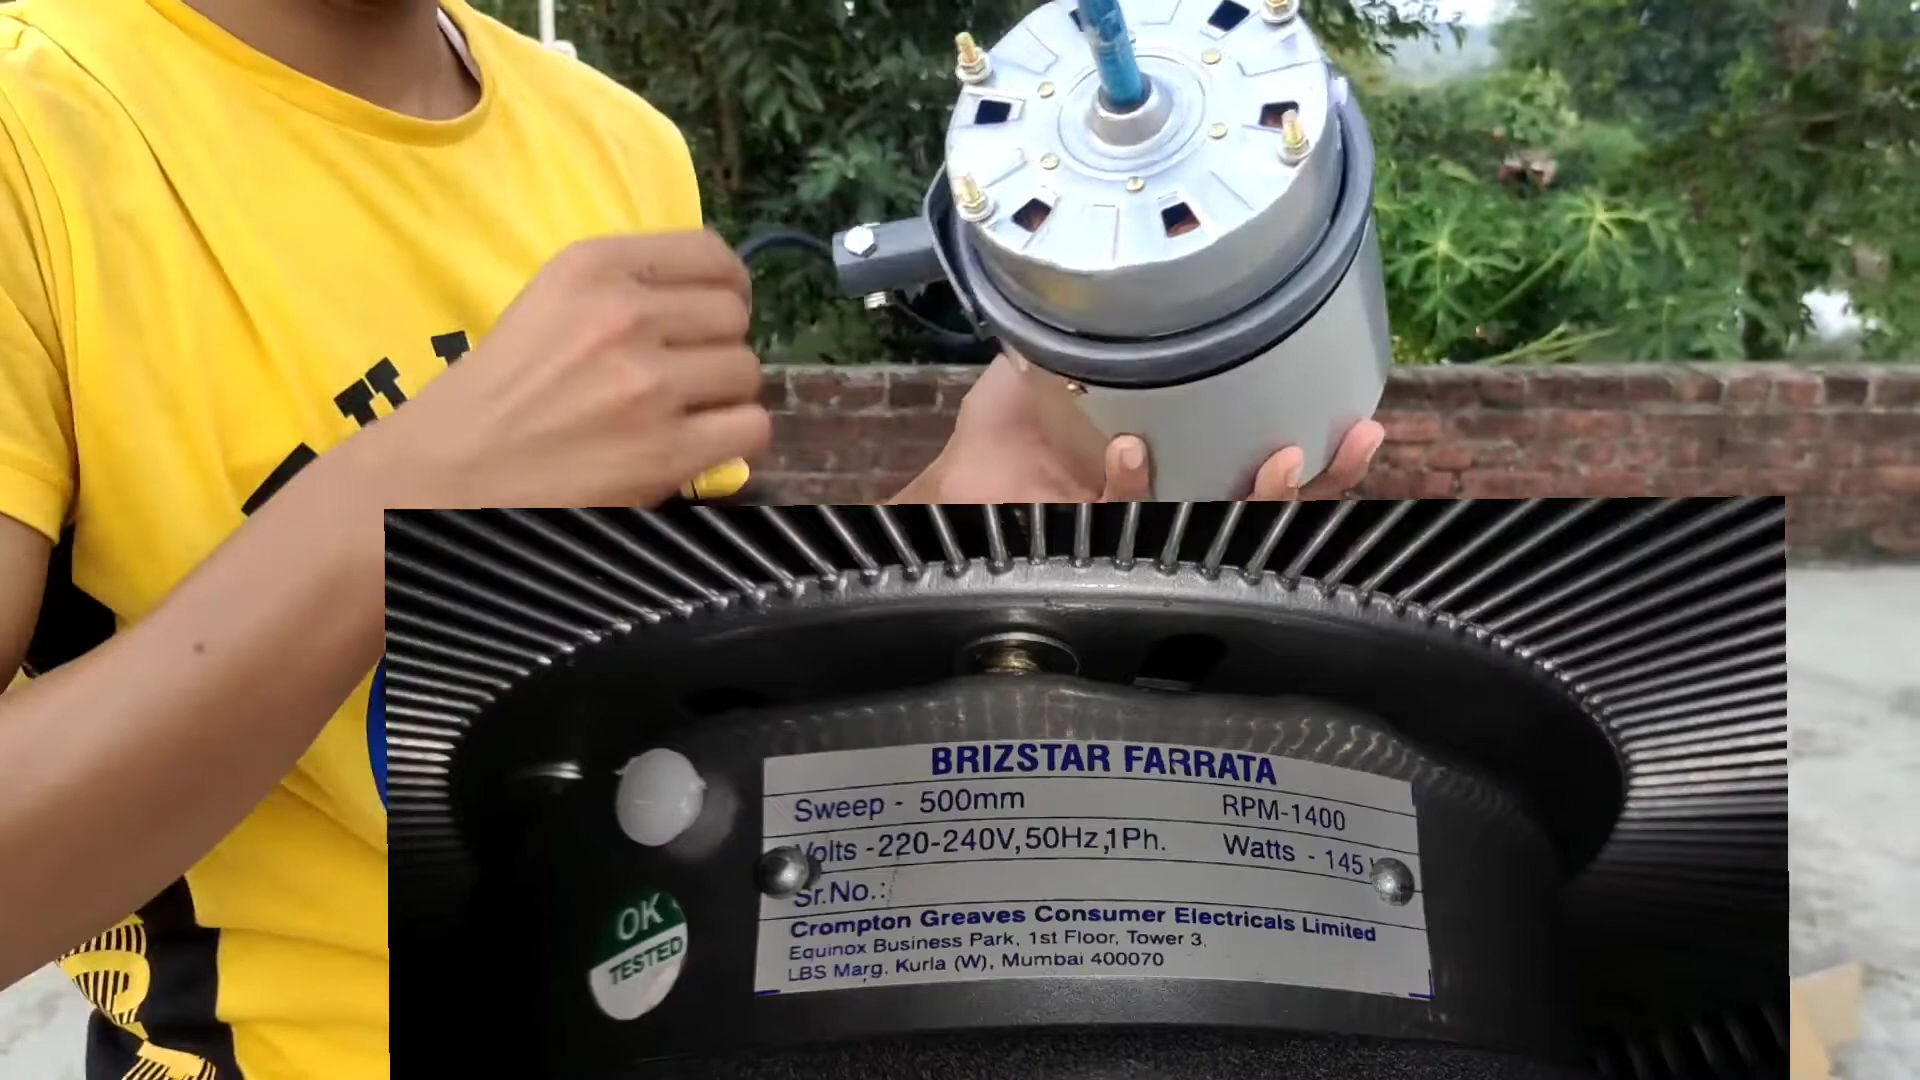 BRIZSTAR FARRATA
Sweep - 500mm RPM-1400
Volts -220-240V,50Hz,1Ph. Watts - 145
Sr.No.:
Crompton Greaves Consumer Electricals Limited
Equinox Business Park, 1st Floor, Tower 3,
LBS Marg, Kurla (W), Mumbai 400070
OK
TESTED